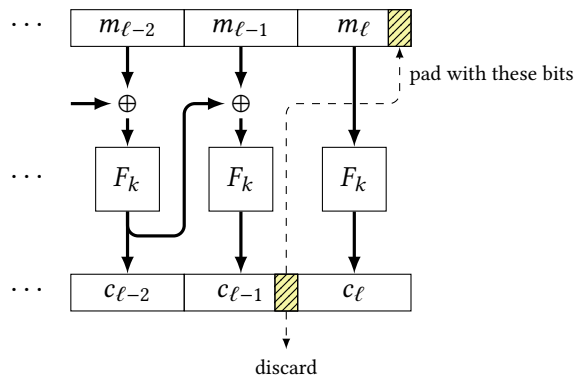 ⋯ m_{ℓ−2} m_{ℓ−1} m_ℓ
pad with these bits
⊕ ⊕
⋯ F_k F_k F_k
⋯ c_{ℓ−2} c_{ℓ−1} c_ℓ
discard